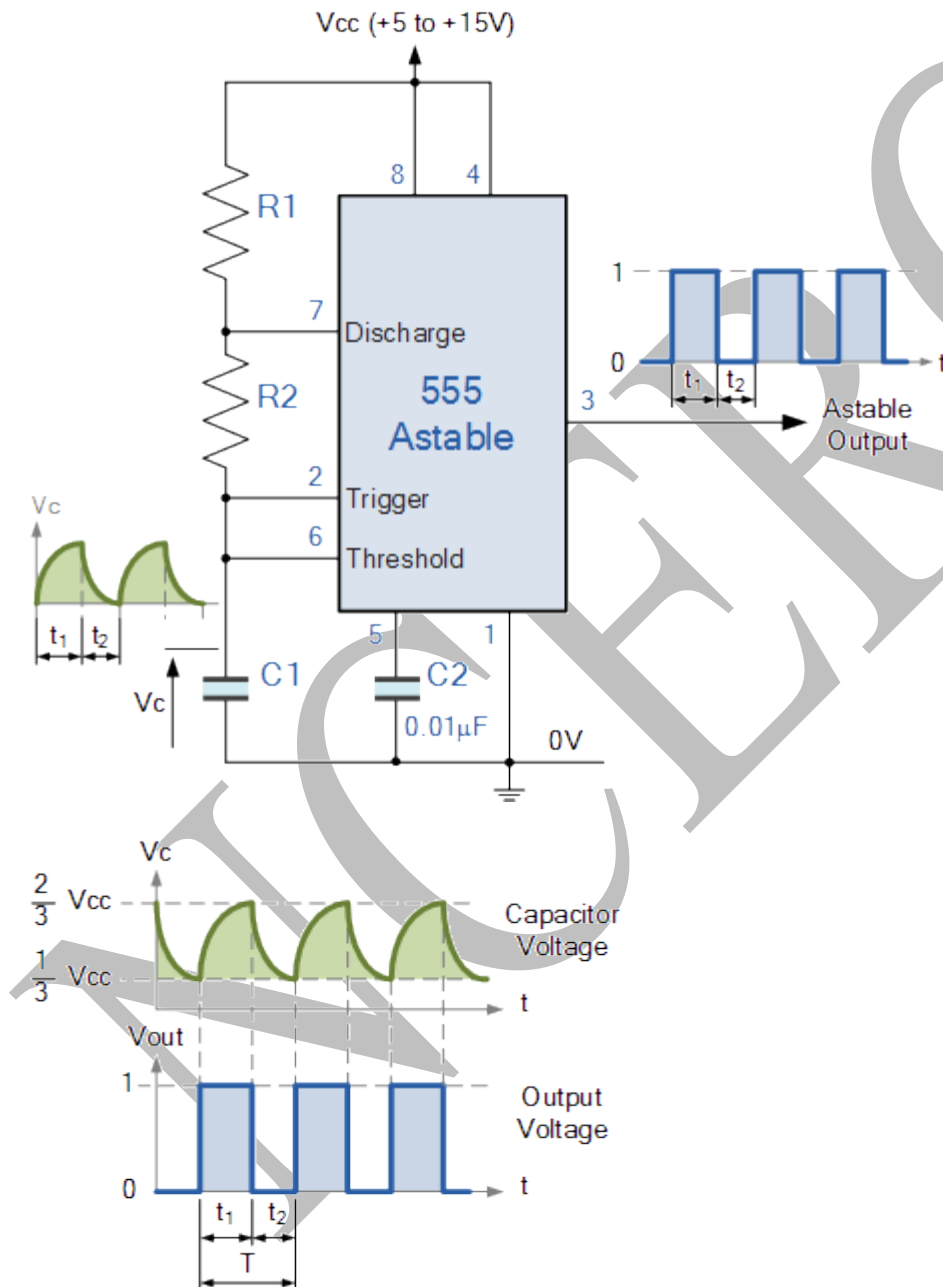 Vcc (+5 to +15V)
8
4
R1
7
Discharge
R2
555
Astable
3
1
0
t₁
t₂
t
Astable
Output
2
Trigger
6
Threshold
Vc
t₁
t₂
Vc
C1
5
1
C2
0.01µF
0V
Vc
2/3 Vcc
1/3 Vcc
Capacitor
Voltage
t
Vout
1
0
Output
Voltage
t
t₁
t₂
T